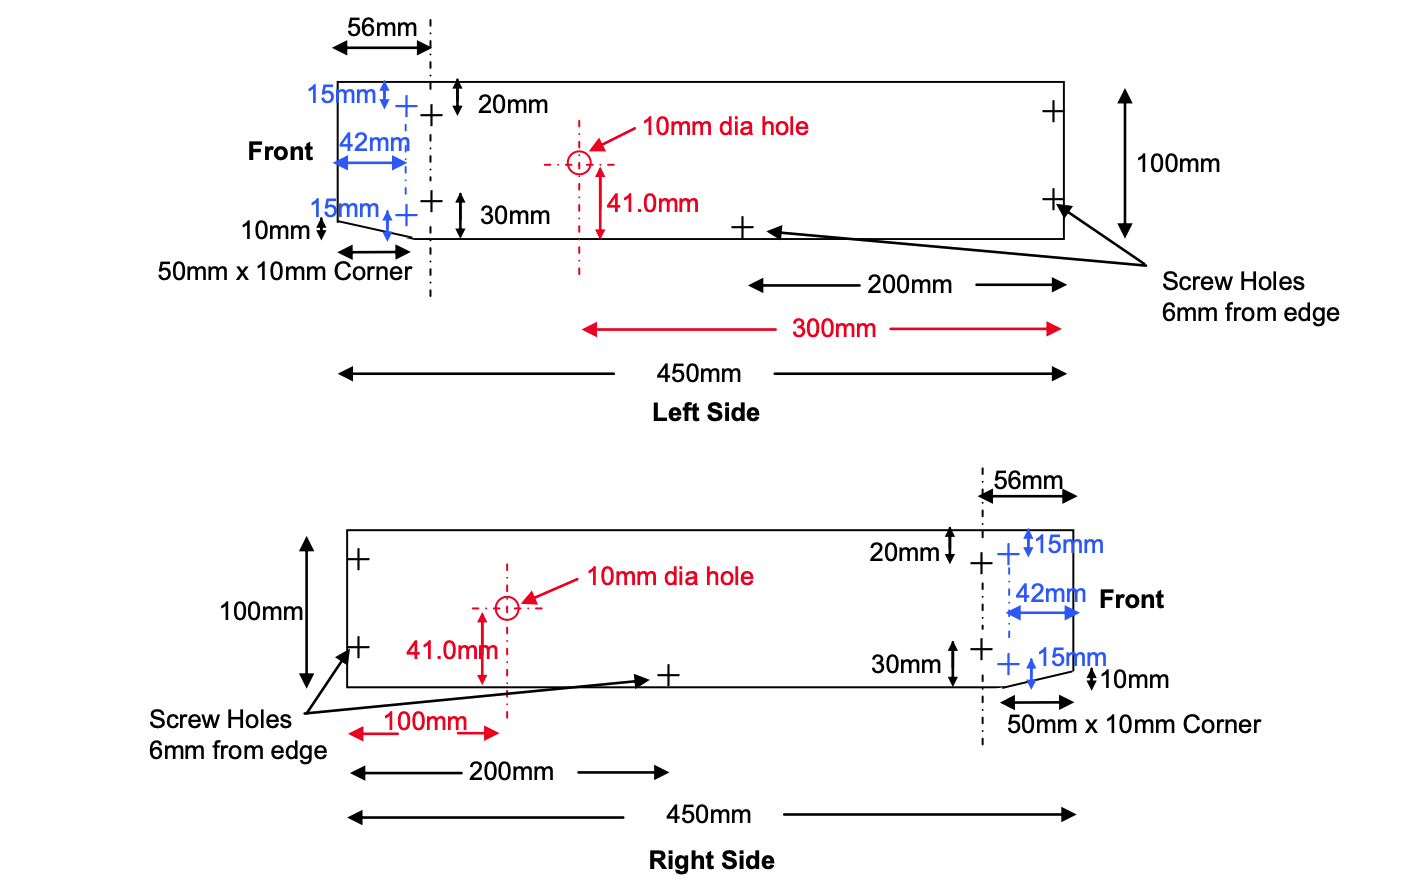 56mm
15mm
20mm
10mm dia hole
42mm
Front
100mm
15mm
30mm
41.0mm
10mm
50mm x 10mm Corner
200mm
Screw Holes
6mm from edge
300mm
450mm
Left Side
56mm
20mm
15mm
10mm dia hole
42mm
Front
100mm
41.0mm
30mm
15mm
10mm
Screw Holes
6mm from edge
100mm
50mm x 10mm Corner
200mm
450mm
Right Side